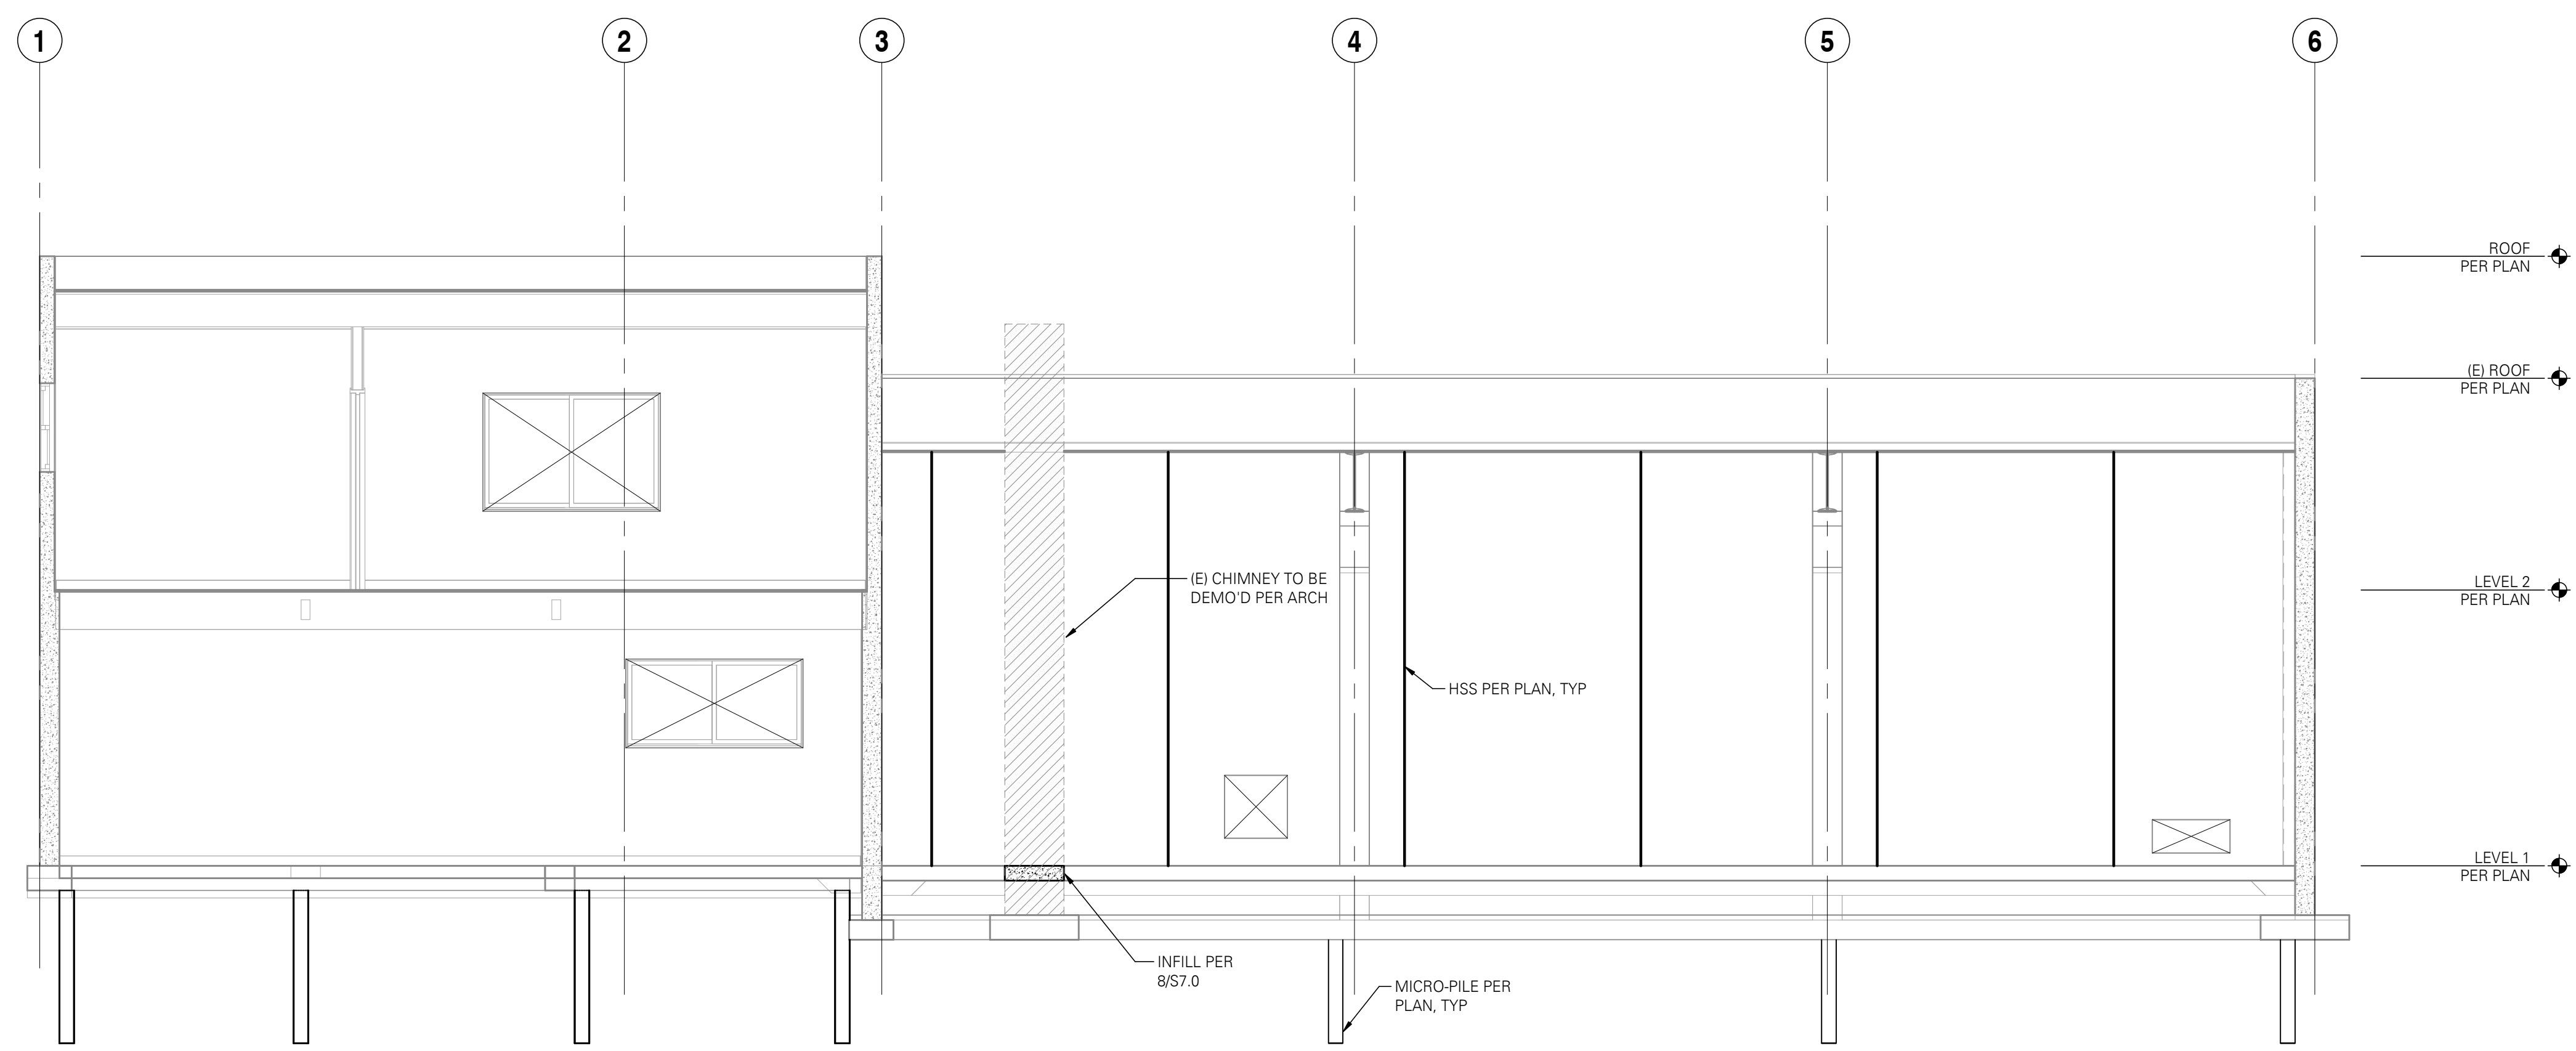 1
2
3
4
5
6
ROOF
PER PLAN
(E) ROOF
PER PLAN
(E) CHIMNEY TO BE
DEMO'D PER ARCH
LEVEL 2
PER PLAN
HSS PER PLAN, TYP
LEVEL 1
PER PLAN
INFILL PER
8/S7.0
MICRO-PILE PER
PLAN, TYP